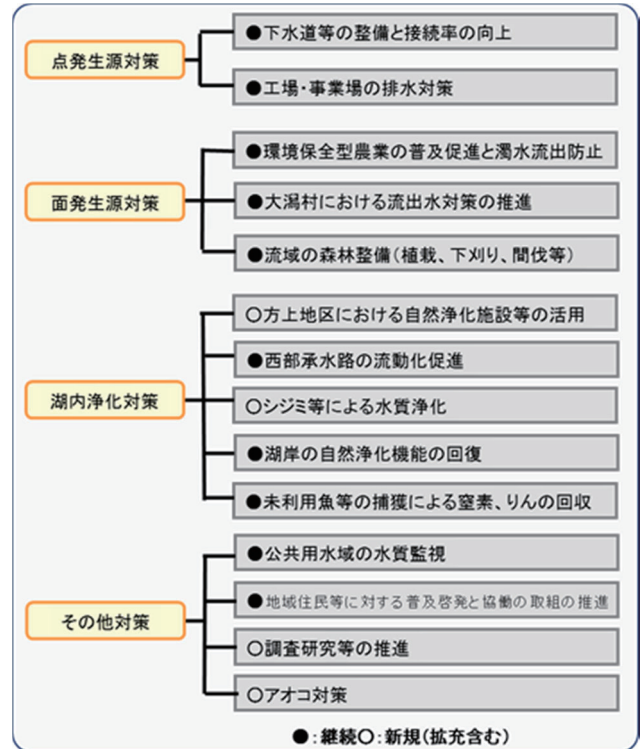 点発生源対策
●下水道等の整備と接続率の向上
●工場・事業場の排水対策
面発生源対策
●環境保全型農業の普及促進と濁水流出防止
●大潟村における流出水対策の推進
●流域の森林整備(植栽、下刈り、間伐等)
湖内浄化対策
○方上地区における自然浄化施設等の活用
●西部承水路の流動化促進
○シジミ等による水質浄化
●湖岸の自然浄化機能の回復
●未利用魚等の捕獲による窒素、りんの回収
その他対策
●公共用水域の水質監視
●地域住民等に対する普及啓発と協働の取組の推進
○調査研究等の推進
○アオコ対策
●:継続○:新規(拡充含む)